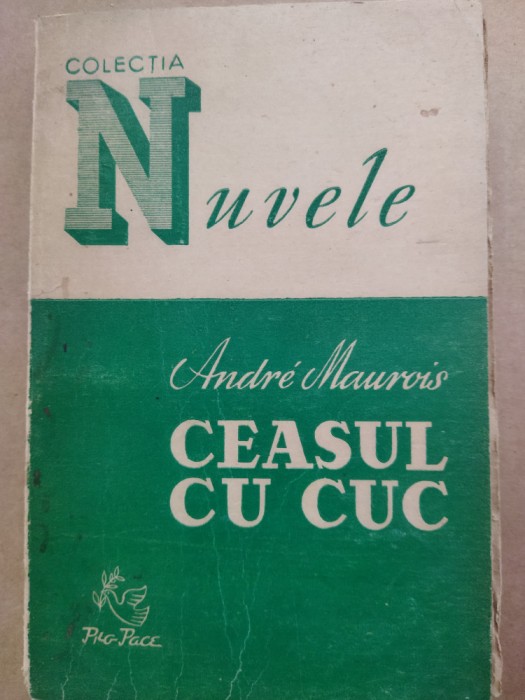 COLECȚIA
Nuvele
André Maurois
CEASUL
CU CUC
PRO-PACE